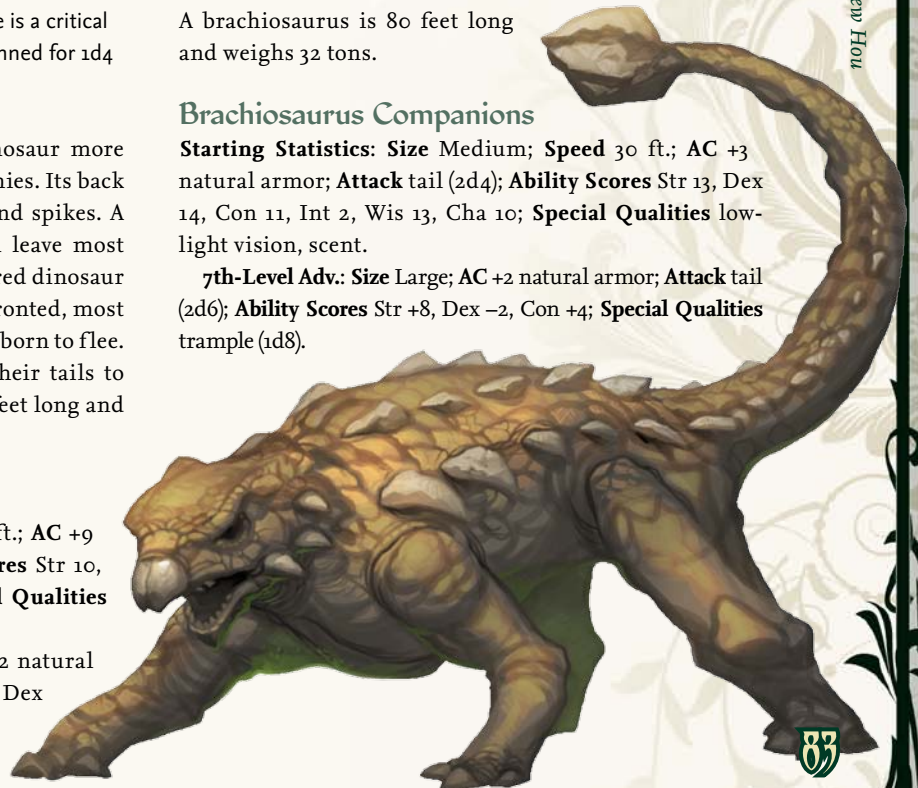 e is a critical
nned for 1d4
nosaur more
nies. Its back
nd spikes. A
leave most
red dinosaur
ronted, most
born to flee.
heir tails to
feet long and
ft.; AC +9
res Str 10,
Qualities
2 natural
Dex
A brachiosaurus is 80 feet long
and weighs 32 tons.
Brachiosaurus Companions
Starting Statistics: Size Medium; Speed 30 ft.; AC +3
natural armor; Attack tail (2d4); Ability Scores Str 13, Dex
14, Con 11, Int 2, Wis 13, Cha 10; Special Qualities low-
light vision, scent.
7th-Level Adv.: Size Large; AC +2 natural armor; Attack tail
(2d6); Ability Scores Str +8, Dex –2, Con +4; Special Qualities
trample (1d8).
ew Hou
83